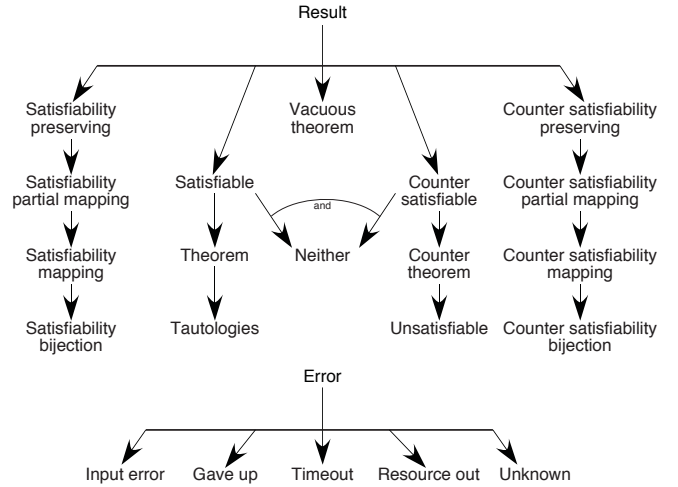 Result
Satisfiability
preserving
Vacuous
theorem
Counter satisfiability
preserving
Satisfiability
partial mapping
Satisfiable
and
Counter
satisfiable
Counter satisfiability
partial mapping
Satisfiability
mapping
Theorem
Neither
Counter
theorem
Counter satisfiability
mapping
Satisfiability
bijection
Tautologies
Unsatisfiable
Counter satisfiability
bijection
Error
Input error
Gave up
Timeout
Resource out
Unknown